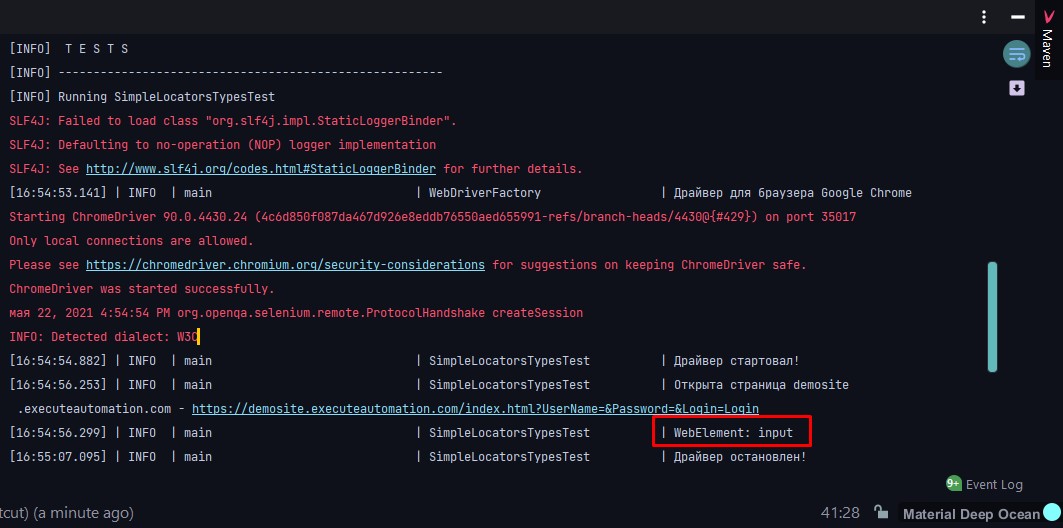 Maven
[INFO]  T E S T S
[INFO] -------------------------------------------------------
[INFO] Running SimpleLocatorsTypesTest
SLF4J: Failed to load class "org.slf4j.impl.StaticLoggerBinder".
SLF4J: Defaulting to no-operation (NOP) logger implementation
SLF4J: See http://www.slf4j.org/codes.html#StaticLoggerBinder for further details.
[16:54:53.141] | INFO  | main | WebDriverFactory | Драйвер для браузера Google Chrome
Starting ChromeDriver 90.0.4430.24 (4c6d850f087da467d926e8eddb76550aed655991-refs/branch-heads/4430@{#429}) on port 35017
Only local connections are allowed.
Please see https://chromedriver.chromium.org/security-considerations for suggestions on keeping ChromeDriver safe.
ChromeDriver was started successfully.
мая 22, 2021 4:54:54 PM org.openqa.selenium.remote.ProtocolHandshake createSession
INFO: Detected dialect: W3C
[16:54:54.882] | INFO  | main | SimpleLocatorsTypesTest | Драйвер стартовал!
[16:54:56.253] | INFO  | main | SimpleLocatorsTypesTest | Открыта страница demosite
.executeautomation.com - https://demosite.executeautomation.com/index.html?UserName=&Password=&Login=Login
[16:54:56.299] | INFO  | main | SimpleLocatorsTypesTest | WebElement: input
[16:55:07.095] | INFO  | main | SimpleLocatorsTypesTest | Драйвер остановлен!
9+ Event Log
tcut) (a minute ago) 41:28 Material Deep Ocean